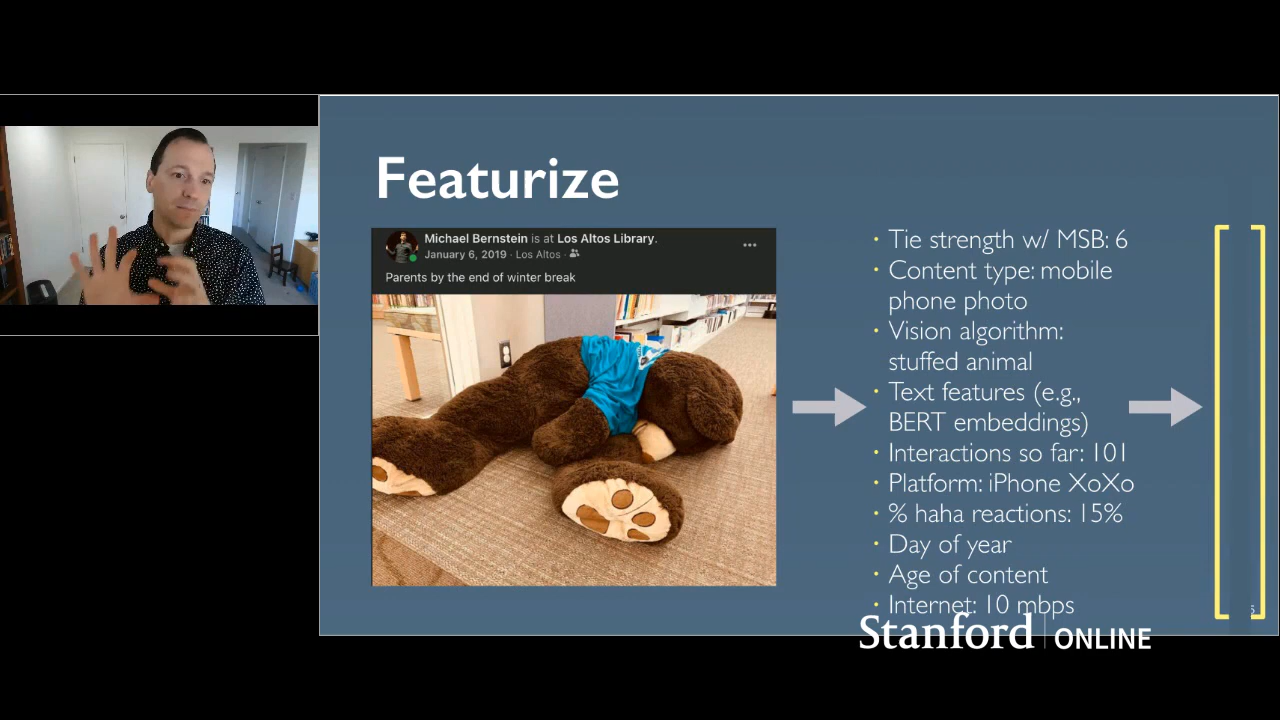 Featurize
Michael Bernstein is at Los Altos Library.
January 6, 2019 · Los Altos ·
Parents by the end of winter break
• Tie strength w/ MSB: 6
• Content type: mobile
phone photo
• Vision algorithm:
stuffed animal
• Text features (e.g.,
BERT embeddings)
• Interactions so far: 101
• Platform: iPhone XoXo
• % haha reactions: 15%
• Day of year
• Age of content
• Internet: 10 mbps
Stanford | ONLINE